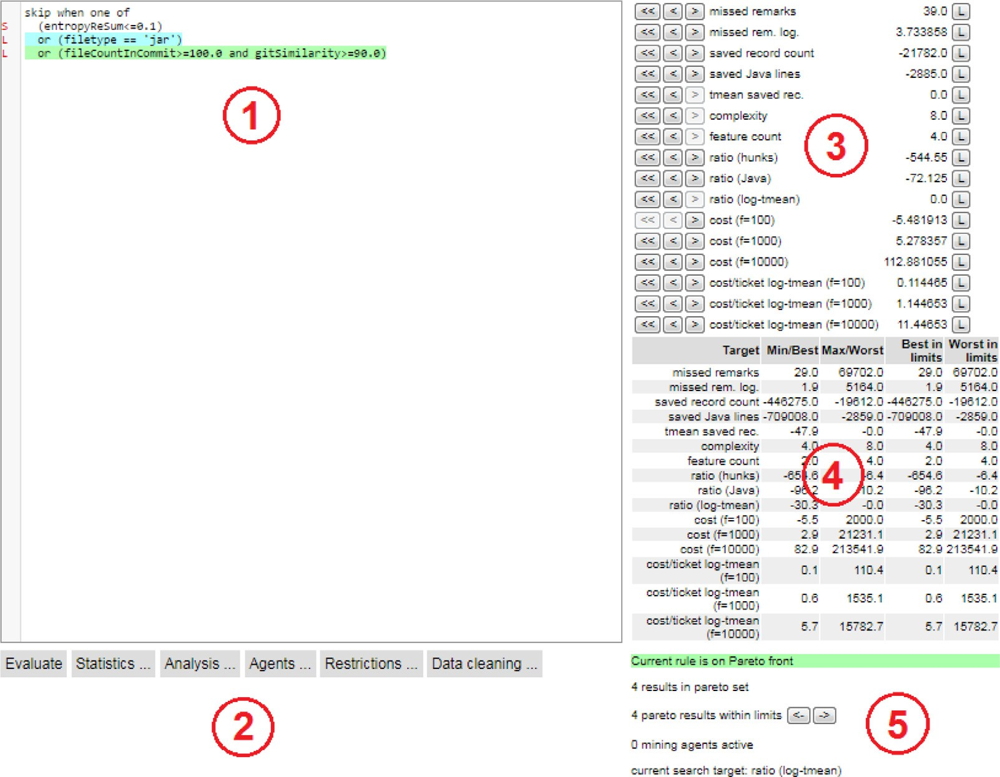 skip when one of
S (entropyReSum<=0.1)
L or (filetype == 'jar')
L or (fileCountInCommit>=100.0 and gitSimilarity>=90.0)
1
Evaluate Statistics ... Analysis ... Agents ... Restrictions ... Data cleaning ...
2
<< < > missed remarks 39.0 L
<< < > missed rem. log. 3.733858 L
<< < > saved record count -21782.0 L
<< < > saved Java lines -2885.0 L
<< < > tmean saved rec. 0.0 L
<< < > complexity 8.0 L
<< < > feature count 4.0 L
<< < > ratio (hunks) -544.55 L
<< < > ratio (Java) -72.125 L
<< < > ratio (log-tmean) 0.0 L
<< < > cost (f=100) -5.481913 L
<< < > cost (f=1000) 5.278357 L
<< < > cost (f=10000) 112.881055 L
<< < > cost/ticket log-tmean (f=100) 0.114465 L
<< < > cost/ticket log-tmean (f=1000) 1.144653 L
<< < > cost/ticket log-tmean (f=10000) 11.44653 L
3
Target Min/Best Max/Worst Best in limits Worst in limits
missed remarks 29.0 69702.0 29.0 69702.0
missed rem. log. 1.9 5164.0 1.9 5164.0
saved record count -446275.0 -19612.0 -446275.0 -19612.0
saved Java lines -709008.0 -2859.0 -709008.0 -2859.0
tmean saved rec. -47.9 -0.0 -47.9 -0.0
complexity 4.0 8.0 4.0 8.0
feature count 2.0 4.0 2.0 4.0
ratio (hunks) -654.6 -6.4 -654.6 -6.4
ratio (Java) -96.2 -10.2 -96.2 -10.2
ratio (log-tmean) -30.3 -0.0 -30.3 -0.0
cost (f=100) -5.5 2000.0 -5.5 2000.0
cost (f=1000) 2.9 21231.1 2.9 21231.1
cost (f=10000) 82.9 213541.9 82.9 213541.9
cost/ticket log-tmean (f=100) 0.1 110.4 0.1 110.4
cost/ticket log-tmean (f=1000) 0.6 1535.1 0.6 1535.1
cost/ticket log-tmean (f=10000) 5.7 15782.7 5.7 15782.7
4
Current rule is on Pareto front
4 results in pareto set
4 pareto results within limits <- ->
0 mining agents active
current search target: ratio (log-tmean)
5